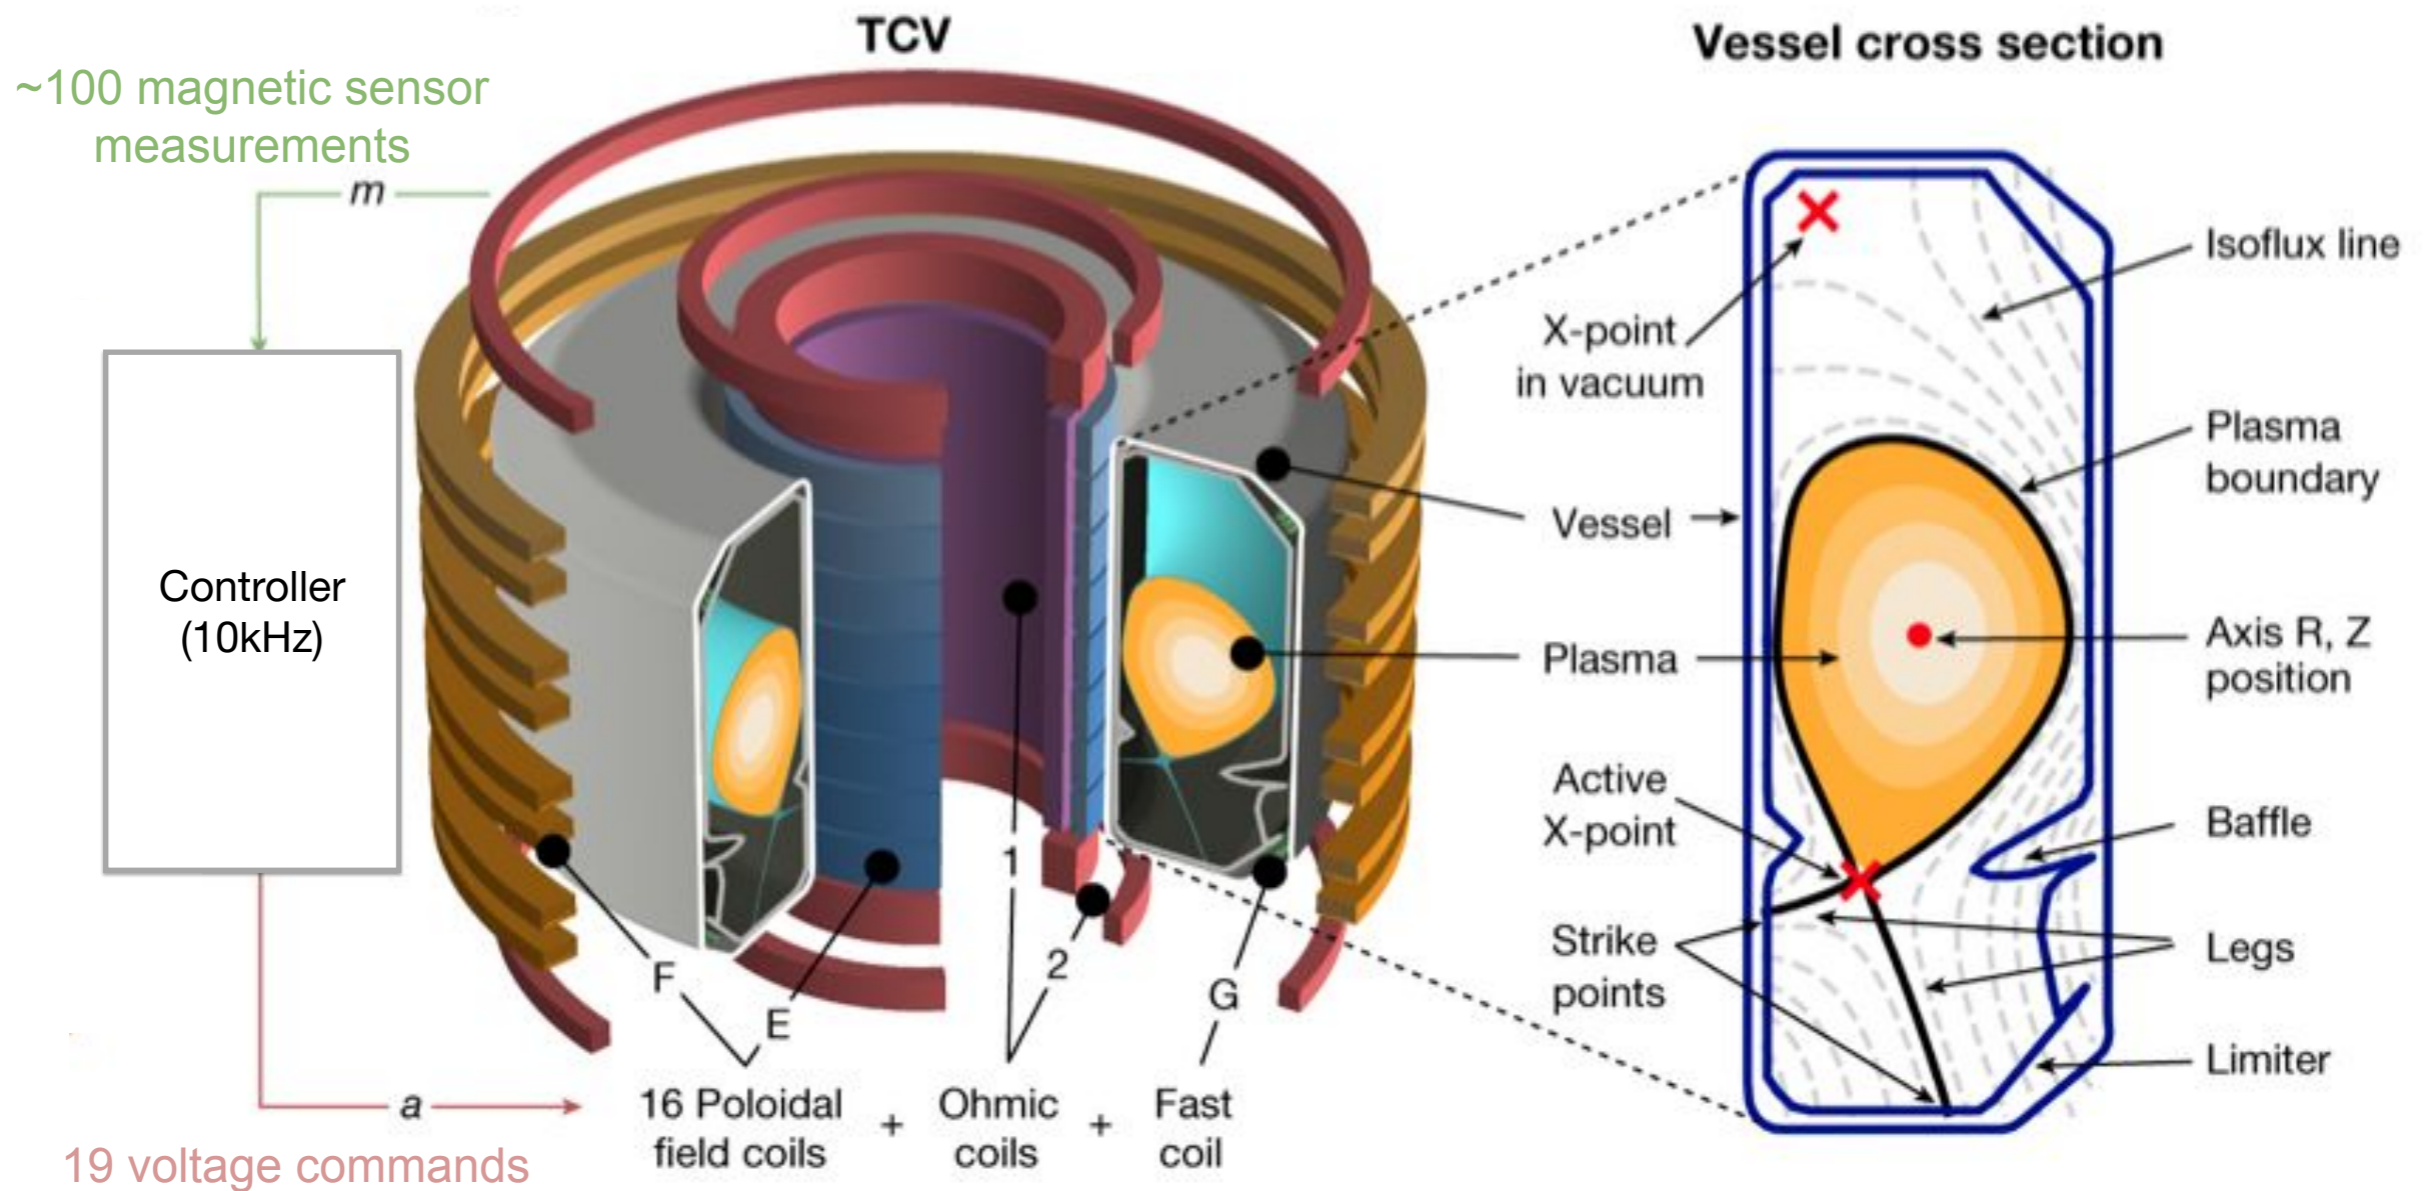 TCV
Vessel cross section
~100 magnetic sensor
measurements
m
Controller
(10kHz)
a
19 voltage commands
F
E
1
2
G
16 Poloidal
field coils
+
Ohmic
coils
+
Fast
coil
X-point
in vacuum
Vessel
Plasma
Active
X-point
Strike
points
Isoflux line
Plasma
boundary
Axis R, Z
position
Baffle
Legs
Limiter